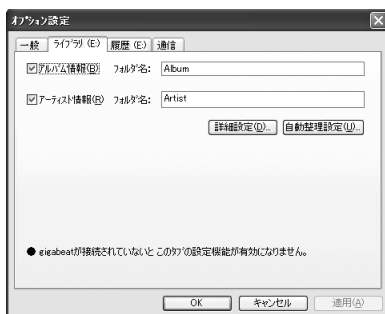 オプション設定
一般 ライブラリ(E:) 履歴(E:) 通信
アルバム情報(B) フォルダ名: Album
アーティスト情報(R) フォルダ名: Artist
詳細設定(D)... 自動整理設定(U)...
● gigabeatが接続されていないと このタブの設定機能が有効になりません。
OK キャンセル 適用(A)